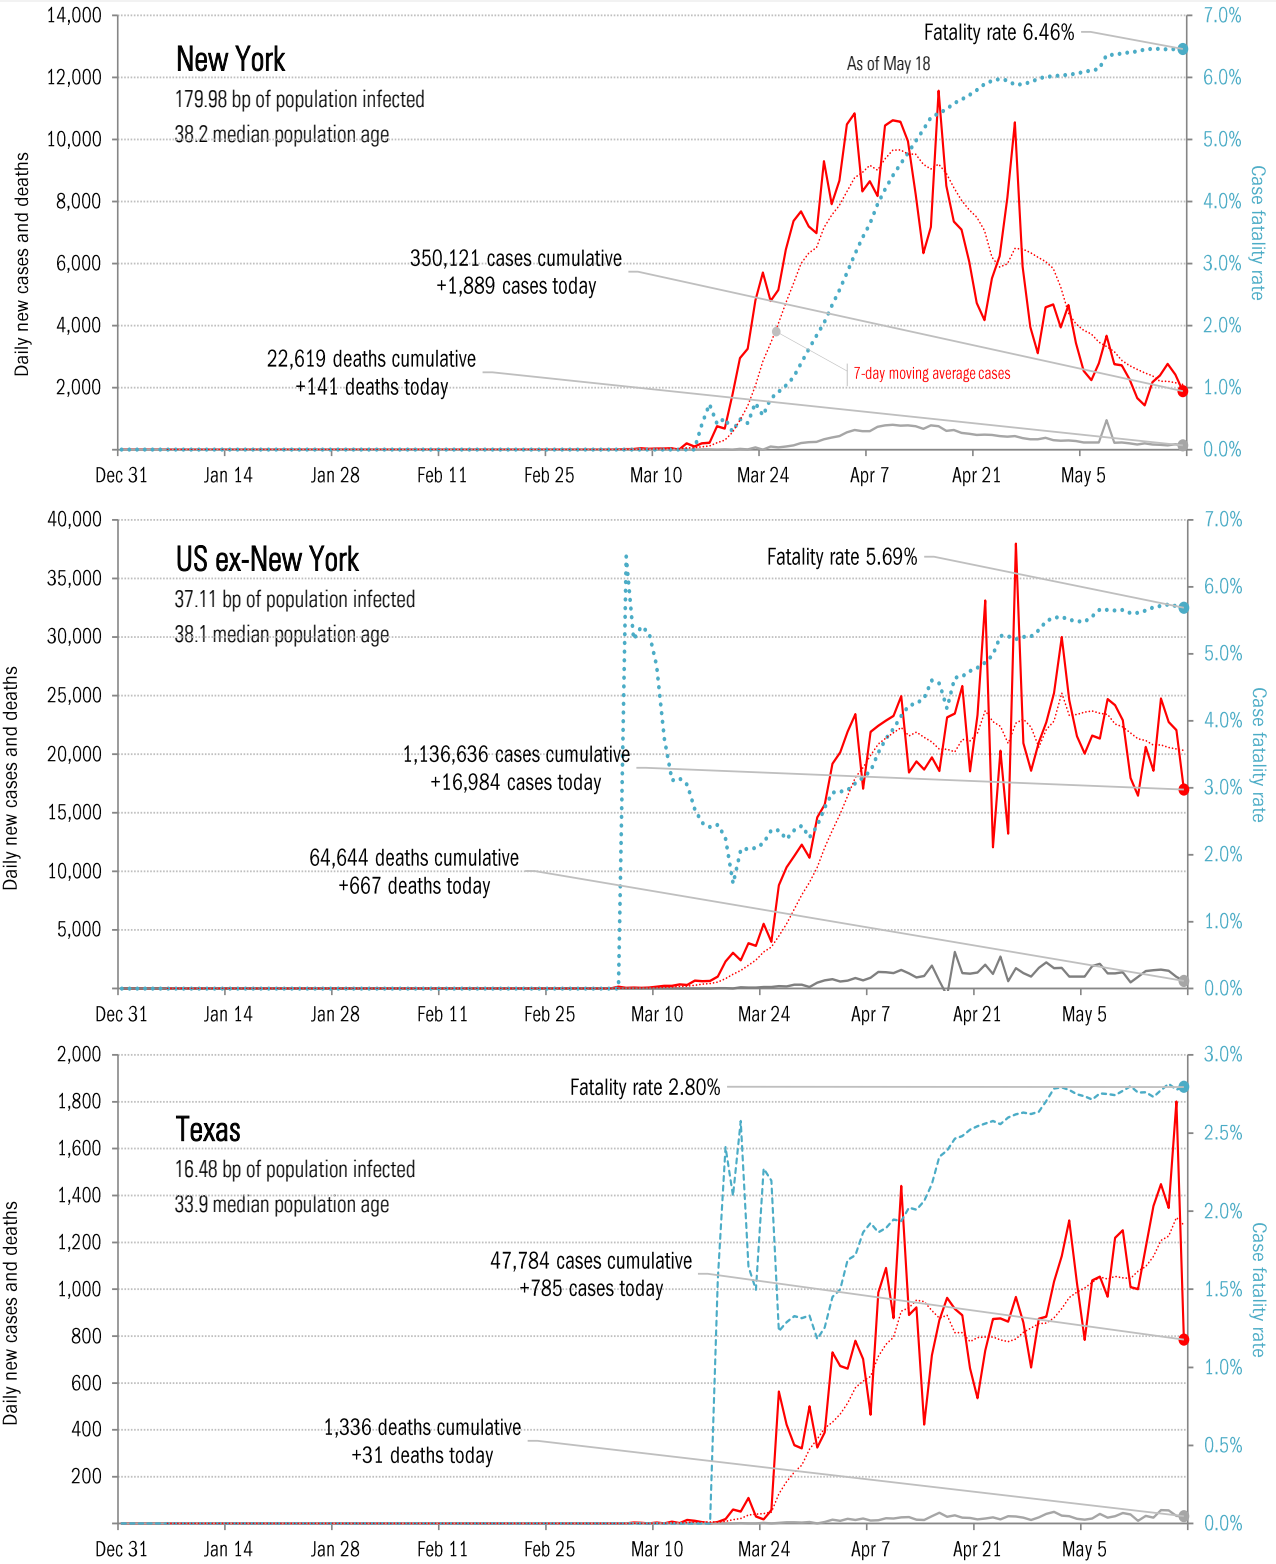 14,000
12,000
10,000
8,000
6,000
4,000
2,000
7.0%
6.0%
5.0%
4.0%
3.0%
2.0%
1.0%
0.0%
Daily new cases and deaths
Case fatality rate
New York
179.98 bp of population infected
38.2 median population age
Fatality rate 6.46%
As of May 18
350,121 cases cumulative
+1,889 cases today
22,619 deaths cumulative
+141 deaths today
7-day moving average cases
Dec 31 Jan 14 Jan 28 Feb 11 Feb 25 Mar 10 Mar 24 Apr 7 Apr 21 May 5
40,000
35,000
30,000
25,000
20,000
15,000
10,000
5,000
7.0%
6.0%
5.0%
4.0%
3.0%
2.0%
1.0%
0.0%
Daily new cases and deaths
Case fatality rate
US ex-New York
37.11 bp of population infected
38.1 median population age
Fatality rate 5.69%
1,136,636 cases cumulative
+16,984 cases today
64,644 deaths cumulative
+667 deaths today
Dec 31 Jan 14 Jan 28 Feb 11 Feb 25 Mar 10 Mar 24 Apr 7 Apr 21 May 5
2,000
1,800
1,600
1,400
1,200
1,000
800
600
400
200
3.0%
2.5%
2.0%
1.5%
1.0%
0.5%
0.0%
Daily new cases and deaths
Case fatality rate
Texas
16.48 bp of population infected
33.9 median population age
Fatality rate 2.80%
47,784 cases cumulative
+785 cases today
1,336 deaths cumulative
+31 deaths today
Dec 31 Jan 14 Jan 28 Feb 11 Feb 25 Mar 10 Mar 24 Apr 7 Apr 21 May 5